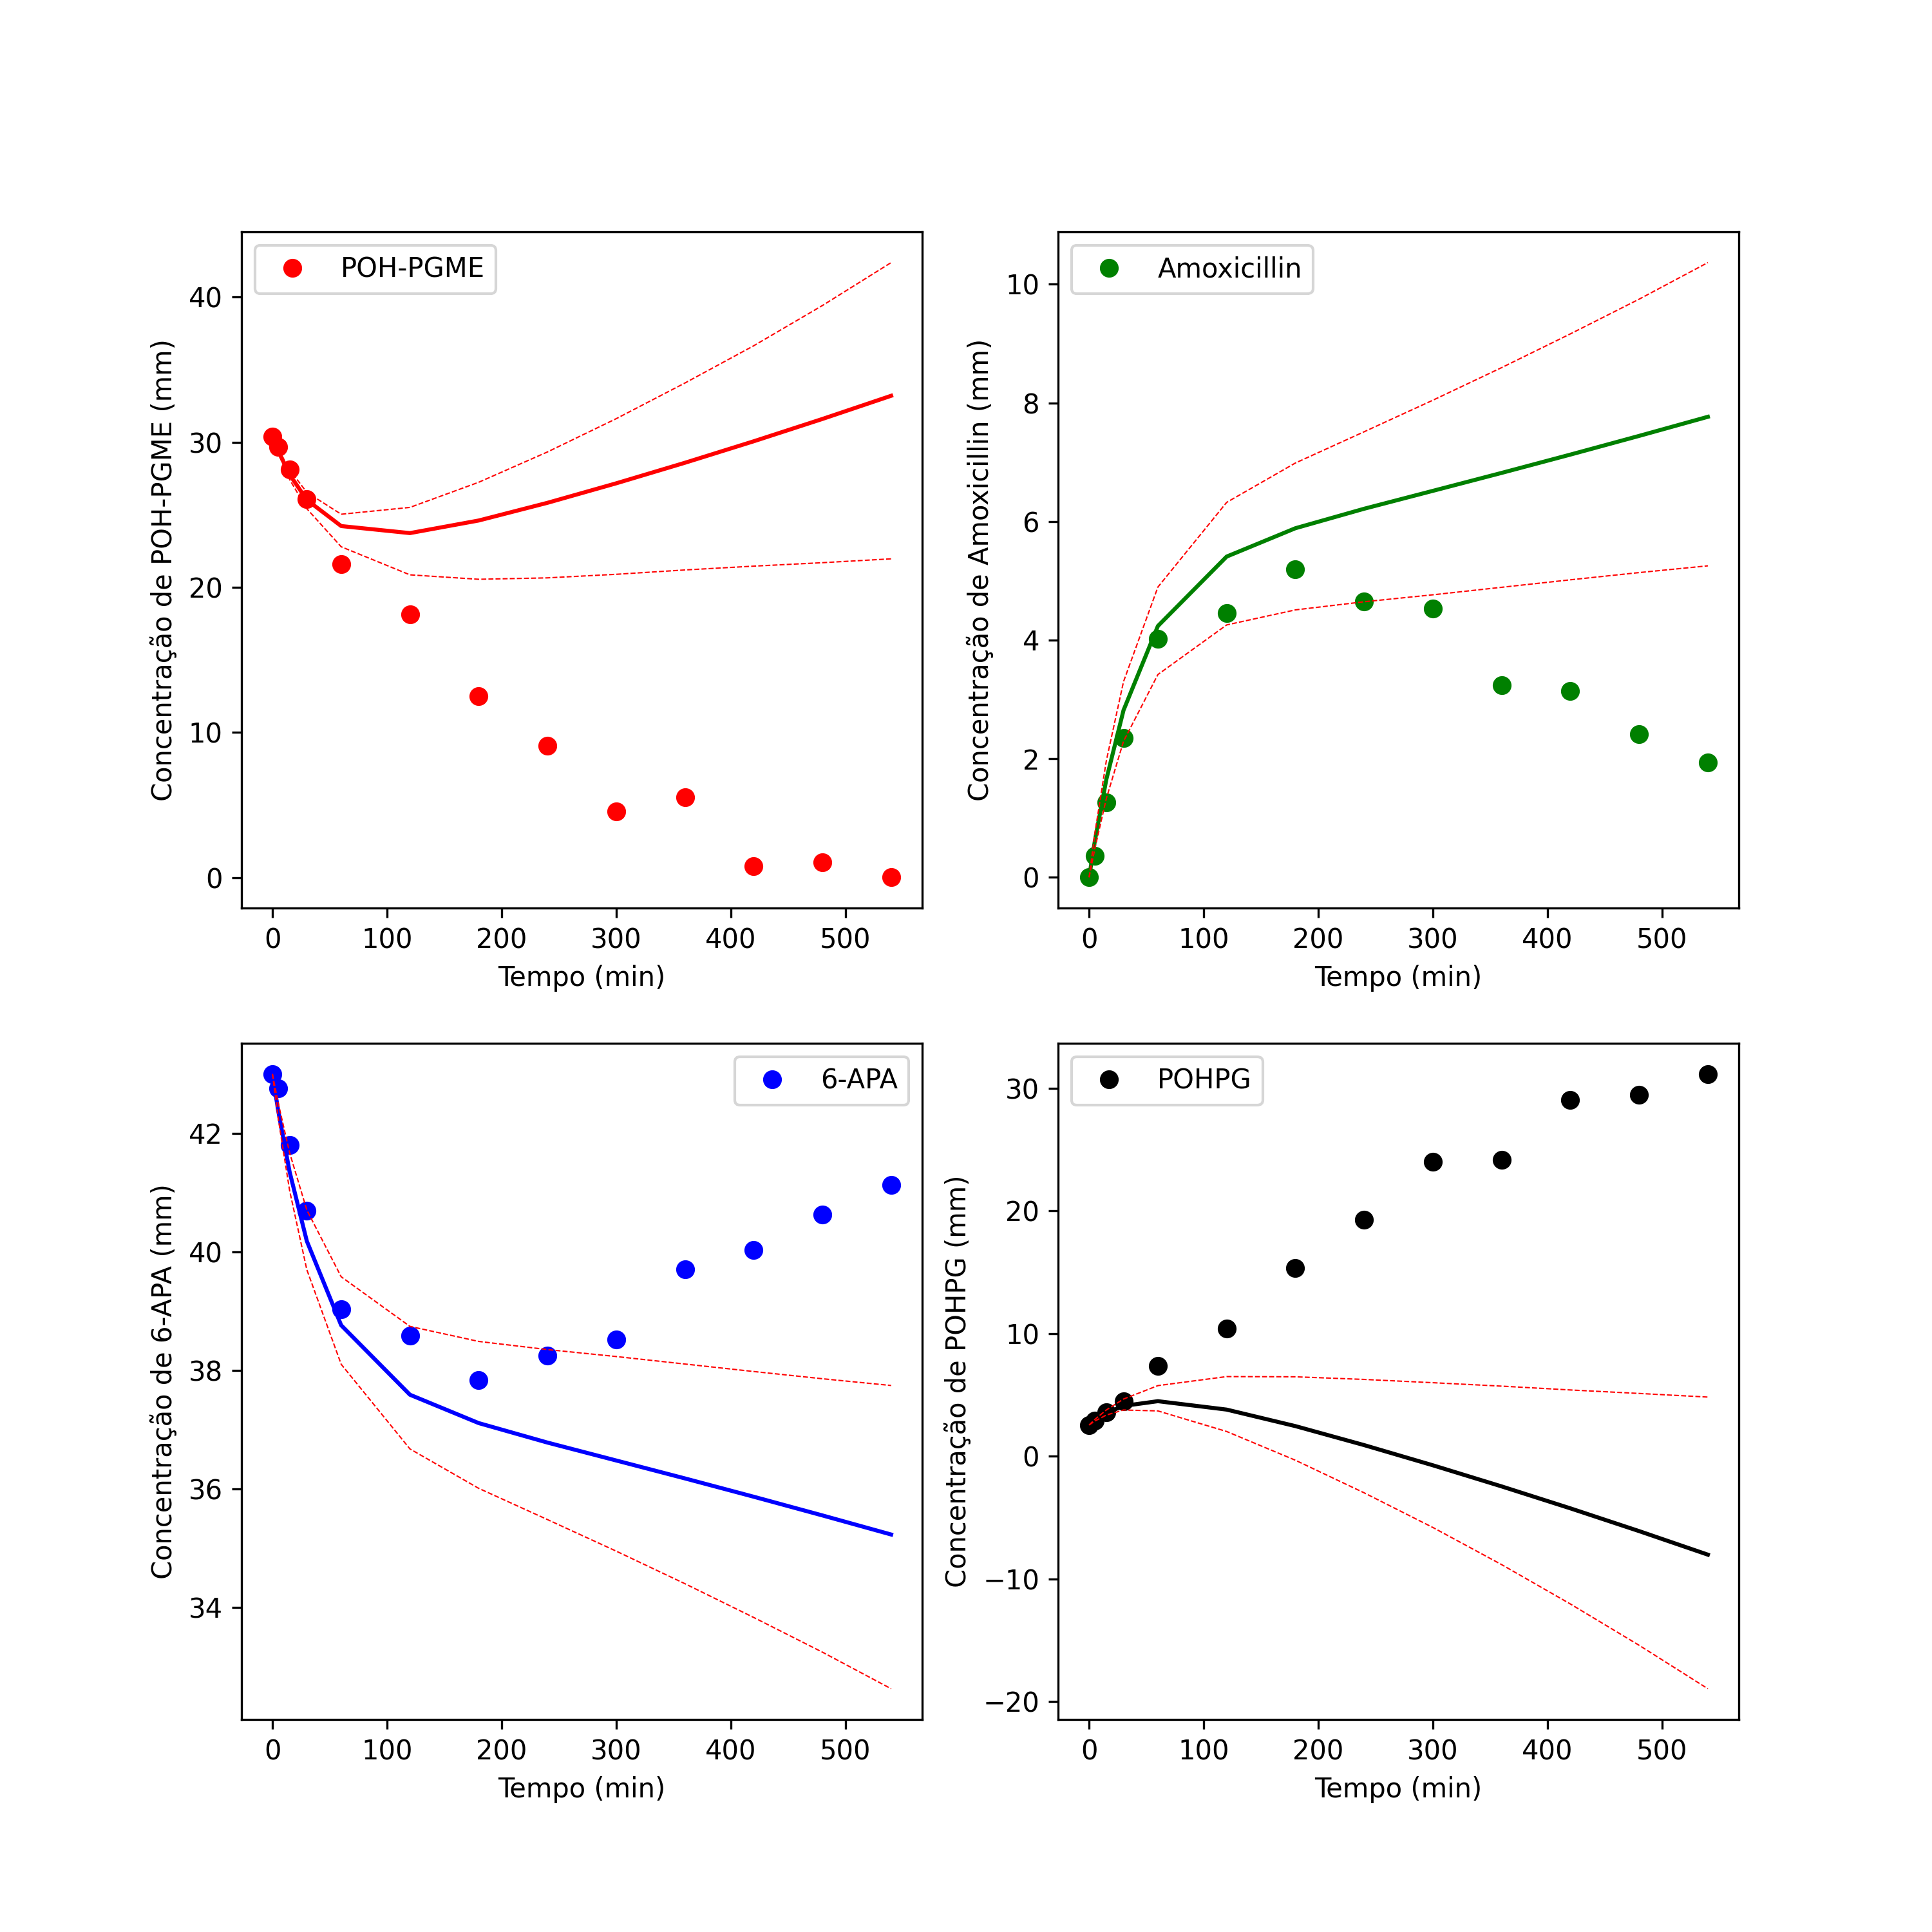 POH-PGME
Concentração de POH-PGME (mm)
40
30
20
10
0
0 100 200 300 400 500
Tempo (min)
Amoxicillin
Concentração de Amoxicillin (mm)
10
8
6
4
2
0
0 100 200 300 400 500
Tempo (min)
6-APA
Concentração de 6-APA (mm)
42
40
38
36
34
0 100 200 300 400 500
Tempo (min)
POHPG
Concentração de POHPG (mm)
30
20
10
0
−10
−20
0 100 200 300 400 500
Tempo (min)